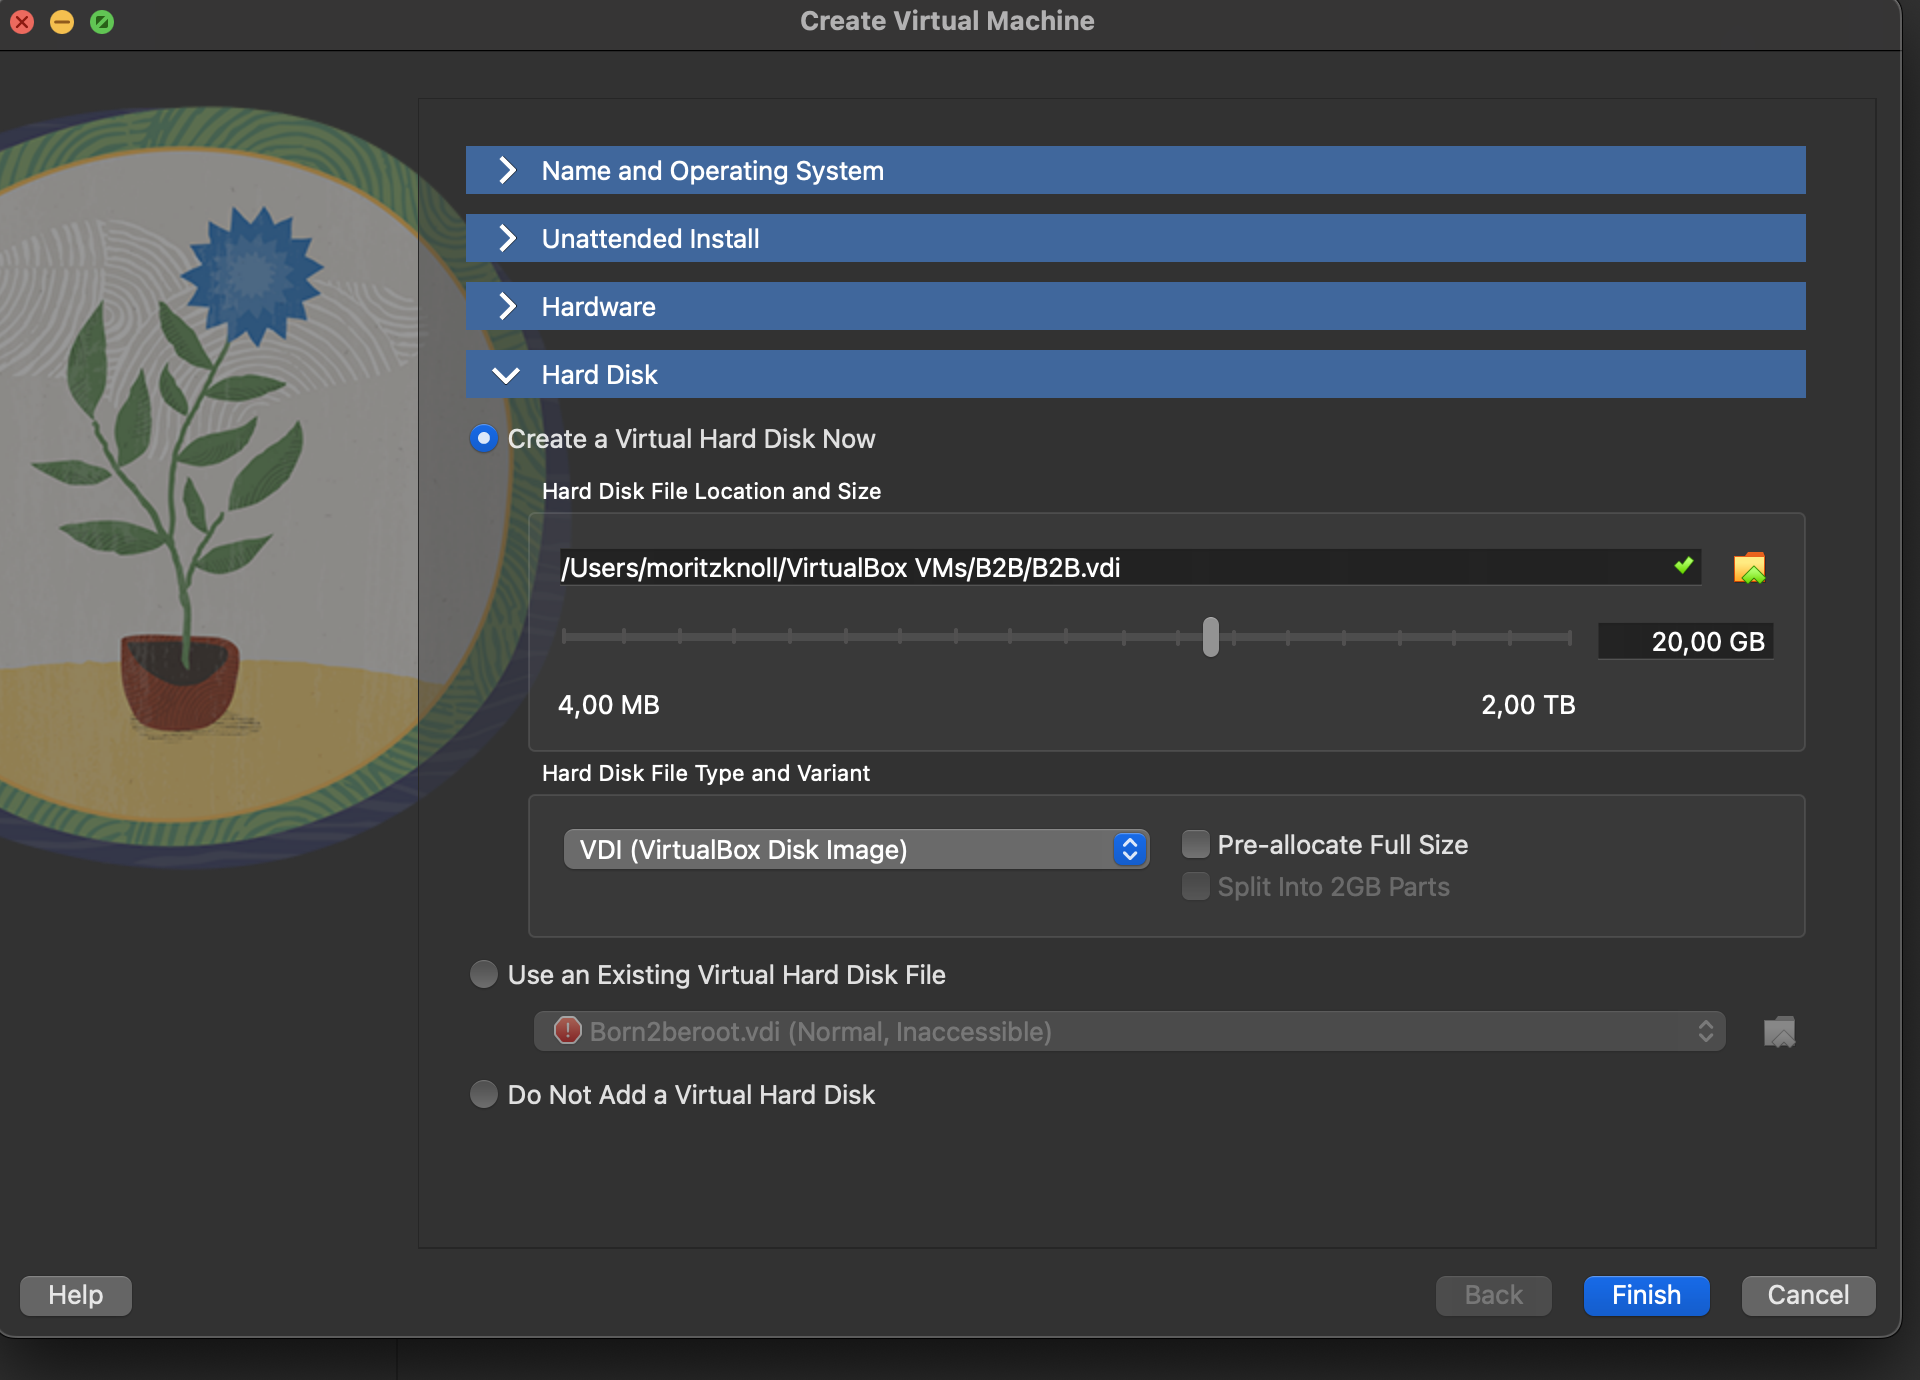 Create Virtual Machine
Name and Operating System
Unattended Install
Hardware
Hard Disk
Create a Virtual Hard Disk Now
Hard Disk File Location and Size
/Users/moritzknoll/VirtualBox VMs/B2B/B2B.vdi
20,00 GB
4,00 MB
2,00 TB
Hard Disk File Type and Variant
VDI (VirtualBox Disk Image)
Pre-allocate Full Size
Split Into 2GB Parts
Use an Existing Virtual Hard Disk File
Born2beroot.vdi (Normal, Inaccessible)
Do Not Add a Virtual Hard Disk
Help
Back
Finish
Cancel